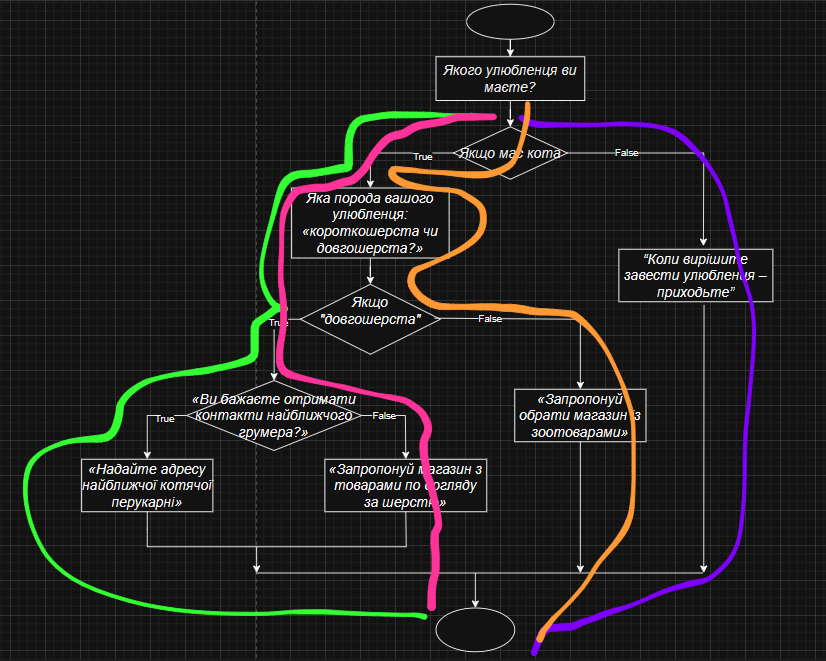 Якого улюбленця ви
маєте?
Якщо має кота
True
False
Яка порода вашого
улюбленця:
«короткошерста чи
довгошерста?»
“Коли вирішите
завести улюбленця –
приходьте”
Якщо
"довгошерста"
True
False
«Ви бажаєте отримати
контакти найближчого
грумера?»
True
False
«Запропонуй
обрати магазин із
зоотоварами»
«Надайте адресу
найближчої котячої
перукарні»
«Запропонуй магазин з
товарами по догляду
за шерстю»